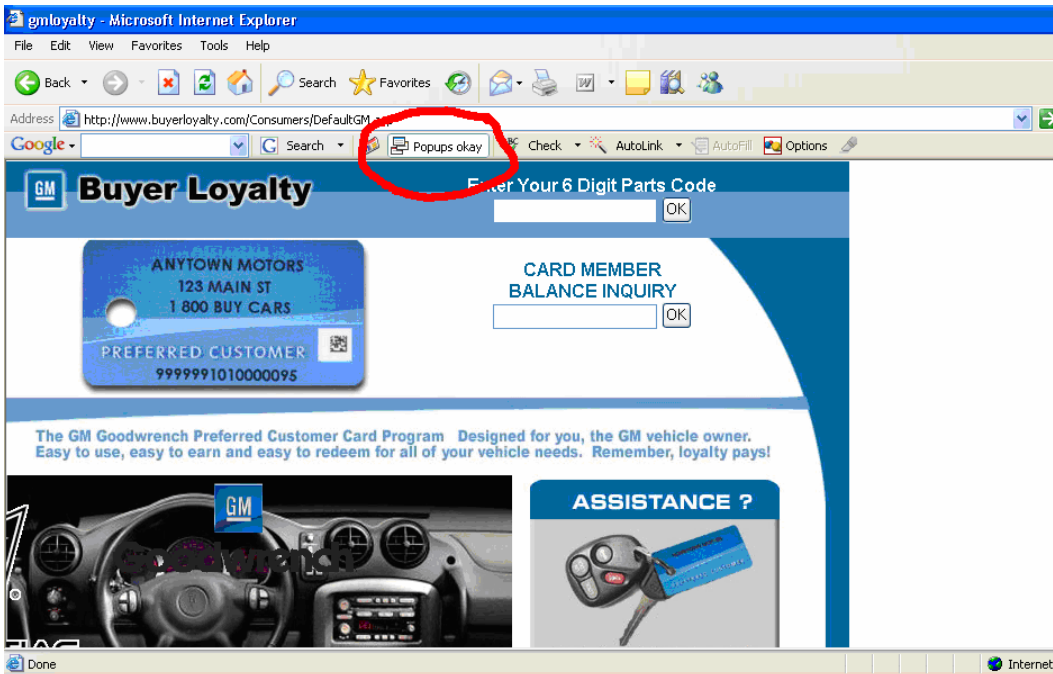 gmloyalty - Microsoft Internet Explorer
File Edit View Favorites Tools Help
Back Search Favorites
Address http://www.buyerloyalty.com/Consumers/DefaultGM
Google Search Popups okay Check AutoLink AutoFill Options
GM Buyer Loyalty
Enter Your 6 Digit Parts Code
OK
ANYTOWN MOTORS
123 MAIN ST
1 800 BUY CARS
PREFERRED CUSTOMER
9999991010000095
CARD MEMBER
BALANCE INQUIRY
OK
The GM Goodwrench Preferred Customer Card Program Designed for you, the GM vehicle owner.
Easy to use, easy to earn and easy to redeem for all of your vehicle needs. Remember, loyalty pays!
GM
Goodwrench
ASSISTANCE ?
Done Internet